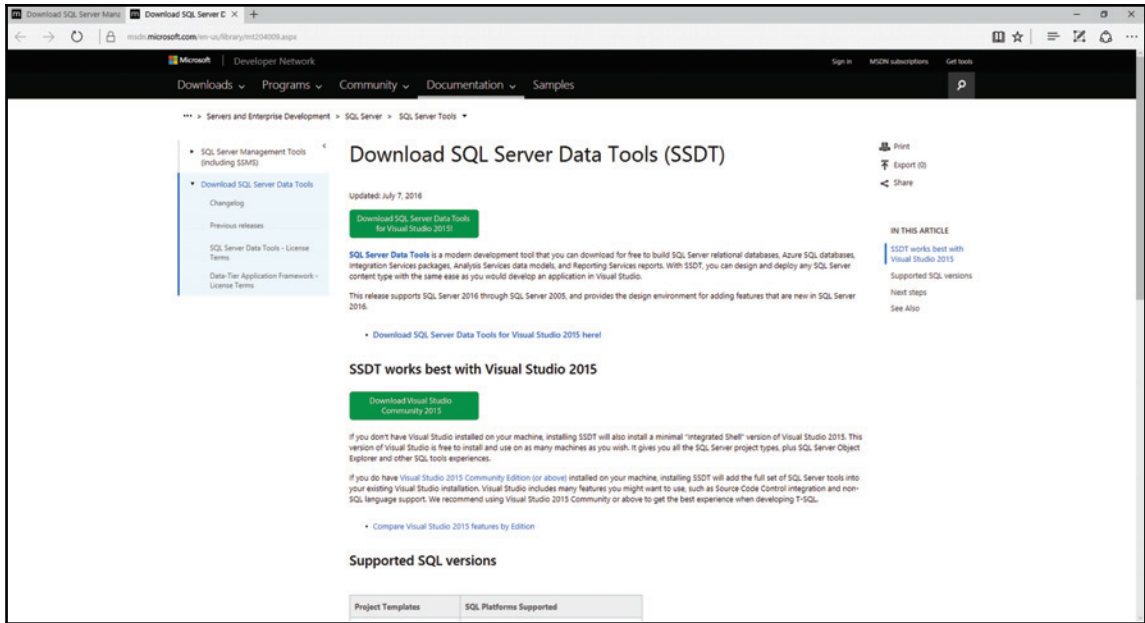 Download SQL Server Mana
Download SQL Server D
msdn.microsoft.com/en-us/library/mt204009.aspx
Microsoft
Developer Network
Sign in
MSDN subscriptions
Get tools
Downloads
Programs
Community
Documentation
Samples
••• > Servers and Enterprise Development > SQL Server > SQL Server Tools
SQL Server Management Tools
(including SSMS)
Download SQL Server Data Tools
Changelog
Previous releases
SQL Server Data Tools - License
Terms
Data-Tier Application Framework -
License Terms
Download SQL Server Data Tools (SSDT)
Updated: July 7, 2016
Download SQL Server Data Tools
for Visual Studio 2015!
SQL Server Data Tools is a modern development tool that you can download for free to build SQL Server relational databases, Azure SQL databases,
Integration Services packages, Analysis Services data models, and Reporting Services reports. With SSDT, you can design and deploy any SQL Server
content type with the same ease as you would develop an application in Visual Studio.
This release supports SQL Server 2016 through SQL Server 2005, and provides the design environment for adding features that are new in SQL Server
2016.
• Download SQL Server Data Tools for Visual Studio 2015 here!
SSDT works best with Visual Studio 2015
Download Visual Studio
Community 2015
If you don't have Visual Studio installed on your machine, installing SSDT will also install a minimal "Integrated Shell" version of Visual Studio 2015. This
version of Visual Studio is free to install and use on as many machines as you wish. It gives you all the SQL Server project types, plus SQL Server Object
Explorer and other SQL tools experiences.
If you do have Visual Studio 2015 Community Edition (or above) installed on your machine, installing SSDT will add the full set of SQL Server tools into
your existing Visual Studio installation. Visual Studio includes many features you might want to use, such as Source Code Control integration and non-
SQL language support. We recommend using Visual Studio 2015 Community or above to get the best experience when developing T-SQL.
• Compare Visual Studio 2015 features by Edition
Supported SQL versions
Project Templates
SQL Platforms Supported
Print
Export (0)
Share
IN THIS ARTICLE
SSDT works best with
Visual Studio 2015
Supported SQL versions
Next steps
See Also